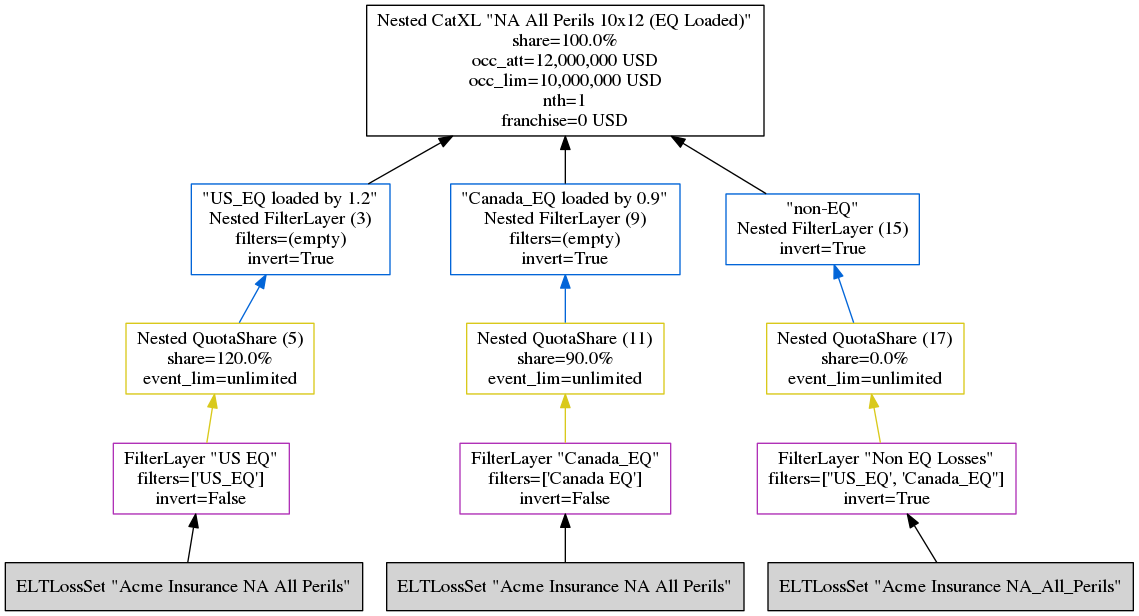 Nested CatXL "NA All Perils 10x12 (EQ Loaded)"
share=100.0%
occ_att=12,000,000 USD
occ_lim=10,000,000 USD
nth=1
franchise=0 USD
"US_EQ loaded by 1.2"
Nested FilterLayer (3)
filters=(empty)
invert=True
"Canada_EQ loaded by 0.9"
Nested FilterLayer (9)
filters=(empty)
invert=True
"non-EQ"
Nested FilterLayer (15)
invert=True
Nested QuotaShare (5)
share=120.0%
event_lim=unlimited
Nested QuotaShare (11)
share=90.0%
event_lim=unlimited
Nested QuotaShare (17)
share=0.0%
event_lim=unlimited
FilterLayer "US EQ"
filters=['US_EQ']
invert=False
FilterLayer "Canada_EQ"
filters=['Canada EQ']
invert=False
FilterLayer "Non EQ Losses"
filters=["US_EQ', 'Canada_EQ"]
invert=True
ELTLossSet "Acme Insurance NA All Perils"
ELTLossSet "Acme Insurance NA All Perils"
ELTLossSet "Acme Insurance NA_All_Perils"